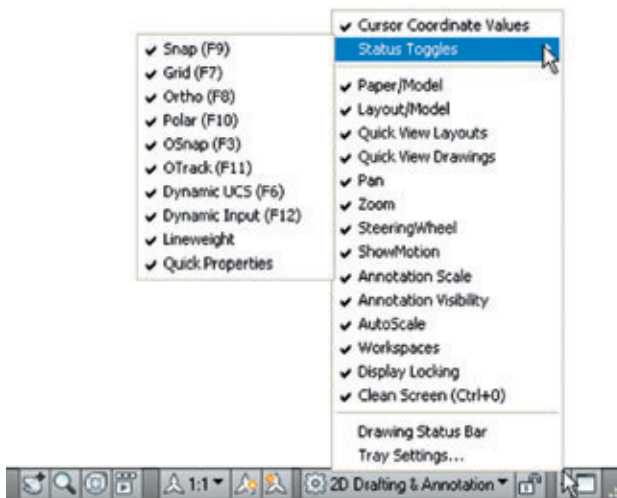 Cursor Coordinate Values
Status Toggles
Snap (F9)
Grid (F7)
Ortho (F8)
Polar (F10)
OSnap (F3)
OTrack (F11)
Dynamic UCS (F6)
Dynamic Input (F12)
Lineweight
Quick Properties
Paper/Model
Layout/Model
Quick View Layouts
Quick View Drawings
Pan
Zoom
SteeringWheel
ShowMotion
Annotation Scale
Annotation Visibility
AutoScale
Workspaces
Display Locking
Clean Screen (Ctrl+0)
Drawing Status Bar
Tray Settings...
1:1
2D Drafting & Annotation